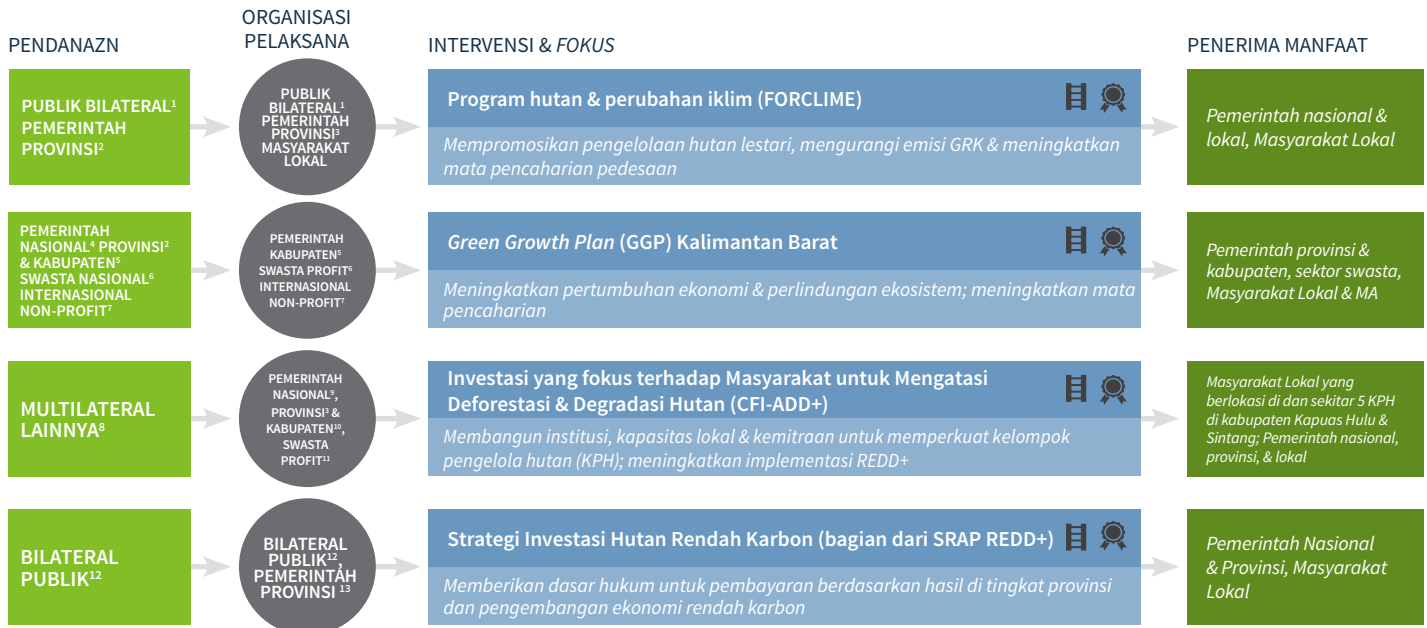 PENDANAZN
ORGANISASI
PELAKSANA
INTERVENSI & FOKUS
PENERIMA MANFAAT
PUBLIK BILATERAL¹
PEMERINTAH
PROVINSI²
PUBLIK
BILATERAL¹
PEMERINTAH
PROVINSI³
MASYARAKAT
LOKAL
Program hutan & perubahan iklim (FORCLIME)
Mempromosikan pengelolaan hutan lestari, mengurangi emisi GRK & meningkatkan
mata pencaharian pedesaan
Pemerintah nasional &
lokal, Masyarakat Lokal
PEMERINTAH
NASIONAL⁴ PROVINSI²
& KABUPATEN⁵
SWASTA NASIONAL⁶
INTERNASIONAL
NON-PROFIT⁷
PEMERINTAH
KABUPATEN⁵
SWASTA PROFIT⁶
INTERNASIONAL
NON-PROFIT⁷
Green Growth Plan (GGP) Kalimantan Barat
Meningkatkan pertumbuhan ekonomi & perlindungan ekosistem; meningkatkan mata
pencaharian
Pemerintah provinsi &
kabupaten, sektor swasta,
Masyarakat Lokal & MA
MULTILATERAL
LAINNYA⁸
PEMERINTAH
NASIONAL⁹,
PROVINSI³ &
KABUPATEN¹⁰,
SWASTA
PROFIT¹¹
Investasi yang fokus terhadap Masyarakat untuk Mengatasi
Deforestasi & Degradasi Hutan (CFI-ADD+)
Membangun institusi, kapasitas lokal & kemitraan untuk memperkuat kelompok
pengelola hutan (KPH); meningkatkan implementasi REDD+
Masyarakat Lokal yang
berlokasi di dan sekitar 5 KPH
di kabupaten Kapuas Hulu &
Sintang; Pemerintah nasional,
provinsi, & lokal
BILATERAL
PUBLIK¹²
BILATERAL
PUBLIK¹²,
PEMERINTAH
PROVINSI ¹³
Strategi Investasi Hutan Rendah Karbon (bagian dari SRAP REDD+)
Memberikan dasar hukum untuk pembayaran berdasarkan hasil di tingkat provinsi
dan pengembangan ekonomi rendah karbon
Pemerintah Nasional
& Provinsi, Masyarakat
Lokal